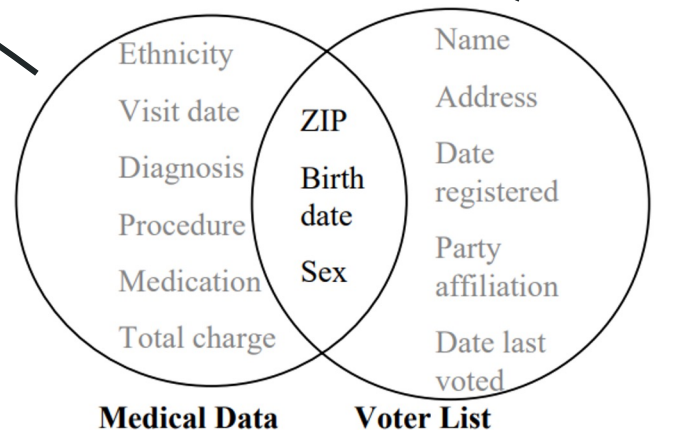 Ethnicity
Visit date
Diagnosis
Procedure
Medication
Total charge
ZIP
Birth
date
Sex
Name
Address
Date
registered
Party
affiliation
Date last
voted
Medical Data
Voter List